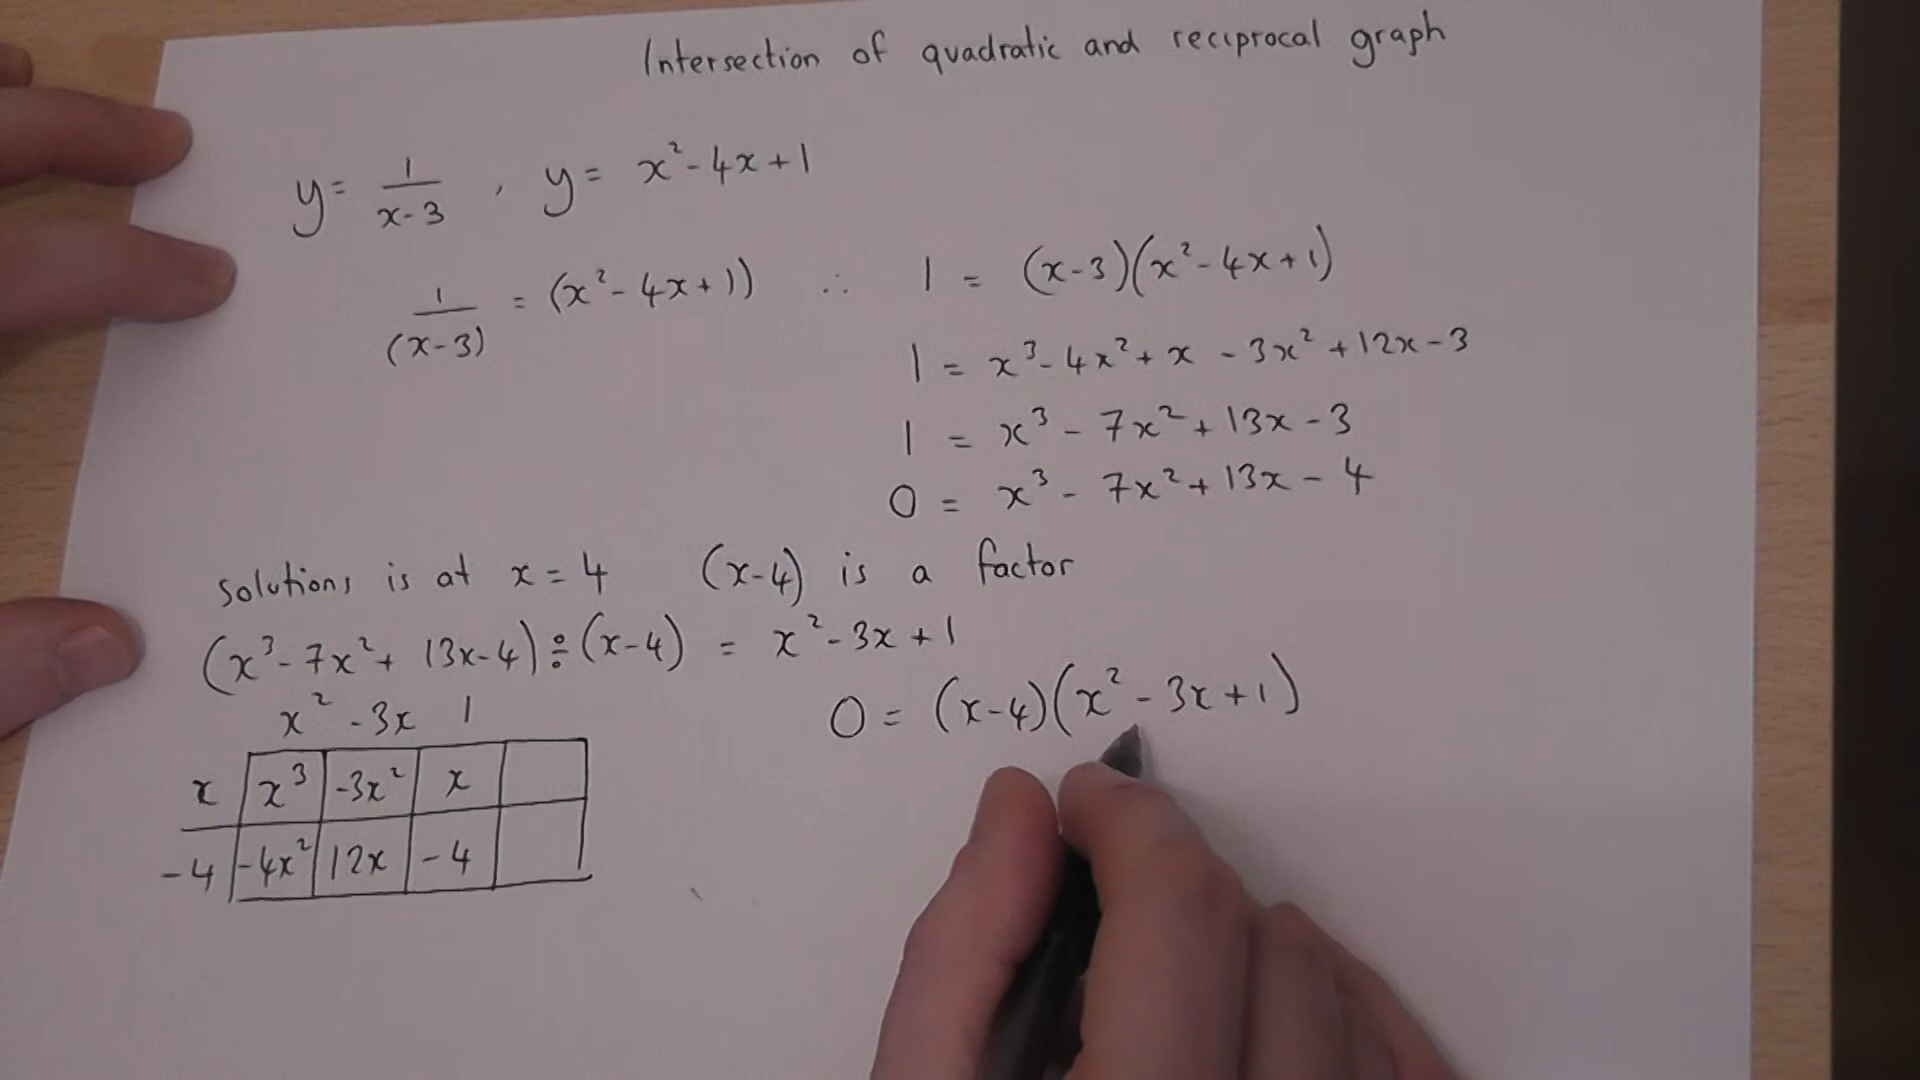 Intersection of quadratic and reciprocal graph
y = 1/(x-3) , y = x² - 4x + 1
1/(x-3) = (x² - 4x + 1) ∴ 1 = (x-3)(x² - 4x + 1)
1 = x³ - 4x² + x - 3x² + 12x - 3
1 = x³ - 7x² + 13x - 3
0 = x³ - 7x² + 13x - 4
solutions is at x = 4 (x-4) is a factor
(x³ - 7x² + 13x - 4) ÷ (x-4) = x² - 3x + 1
0 = (x-4)(x² - 3x + 1)
x² -3x 1
x x³ -3x² x
-4 -4x² 12x -4